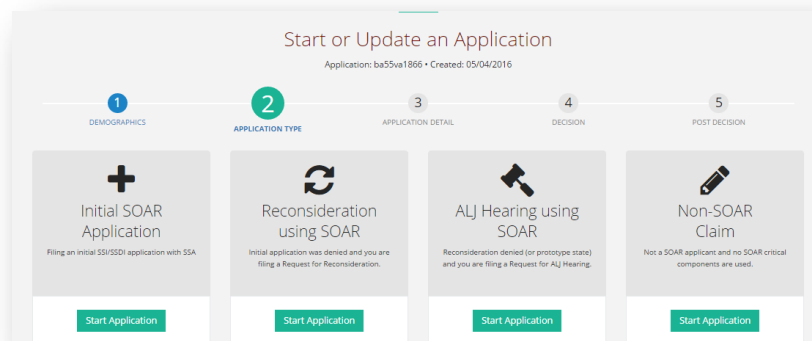 Start or Update an Application
Application: ba55va1866 • Created: 05/04/2016
1
2
3
4
5
DEMOGRAPHICS
APPLICATION TYPE
APPLICATION DETAIL
DECISION
POST DECISION
Initial SOAR
Application
Filing an initial SSI/SSDI application with SSA
Start Application
Reconsideration
using SOAR
Initial application was denied and you are
filing a Request for Reconsideration.
Start Application
ALJ Hearing using
SOAR
Reconsideration denied (or prototype state)
and you are filing a Request for ALJ Hearing.
Start Application
Non-SOAR
Claim
Not a SOAR applicant and no SOAR critical
components are used.
Start Application